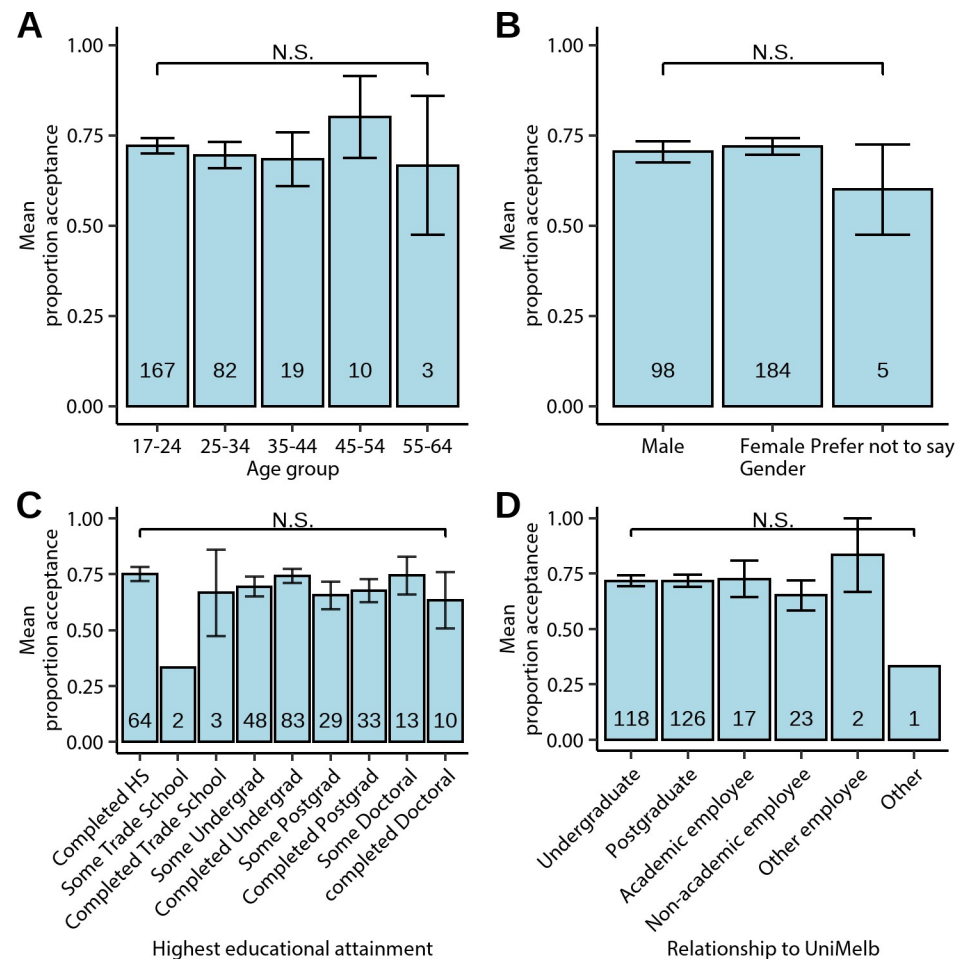 A
Mean
proportion acceptance
1.00
0.75
0.50
0.25
0.00
N.S.
167 82 19 10 3
17-24 25-34 35-44 45-54 55-64
Age group
B
Mean
proportion acceptance
1.00
0.75
0.50
0.25
0.00
N.S.
98 184 5
Male Female Prefer not to say
Gender
C
Mean
proportion acceptance
1.00
0.75
0.50
0.25
0.00
N.S.
64 2 3 48 83 29 33 13 10
Completed HS
Some Trade School
Completed Trade School
Some Undergrad
Completed Undergrad
Some Postgrad
Completed Postgrad
Some Doctoral
completed Doctoral
Highest educational attainment
D
Mean
proportion acceptancee
1.00
0.75
0.50
0.25
0.00
N.S.
118 126 17 23 2 1
Undergraduate
Postgraduate
Academic employee
Non-academic employee
Other employee
Other
Relationship to UniMelb